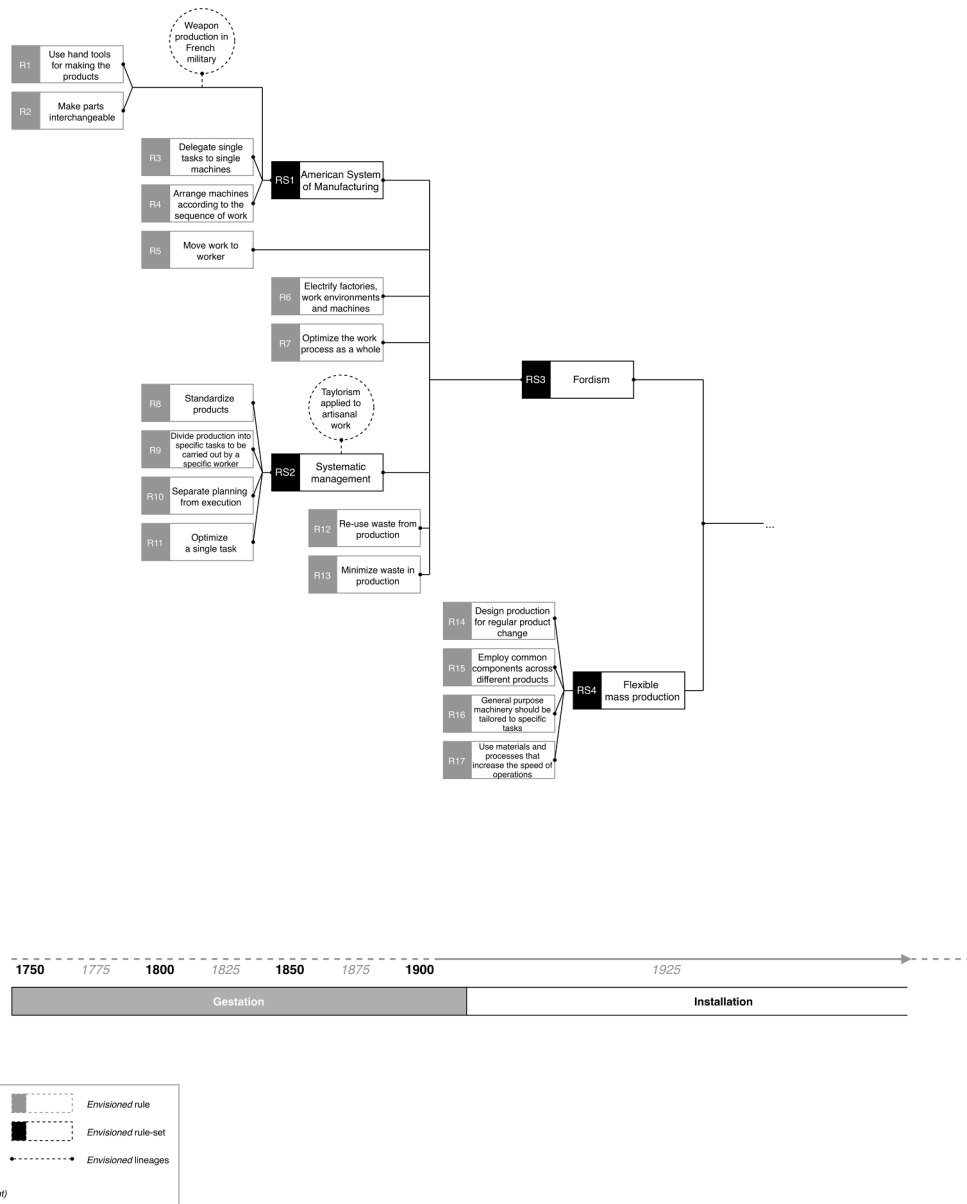 Weapon
production in
French
military
R1
Use hand tools
for making the
products
R2
Make parts
interchangeable
R3
Delegate single
tasks to single
machines
RS1
American System
of Manufacturing
R4
Arrange machines
according to the
sequence of work
R5
Move work to
worker
R6
Electrify factories,
work environments
and machines
R7
Optimize the work
process as a whole
RS3
Fordism
R8
Standardize
products
Taylorism
applied to
artisanal
work
R9
Divide production into
specific tasks to be
carried out by a
specific worker
RS2
Systematic
management
R10
Separate planning
from execution
R11
Optimize
a single task
R12
Re-use waste from
production
...
R13
Minimize waste in
production
R14
Design production
for regular product
change
R15
Employ common
components across
different products
RS4
Flexible
mass production
R16
General purpose
machinery should be
tailored to specific
tasks
R17
Use materials and
processes that
increase the speed of
operations
1750 1775 1800 1825 1850 1875 1900 1925
Gestation Installation
Envisioned rule
Envisioned rule-set
Envisioned lineages